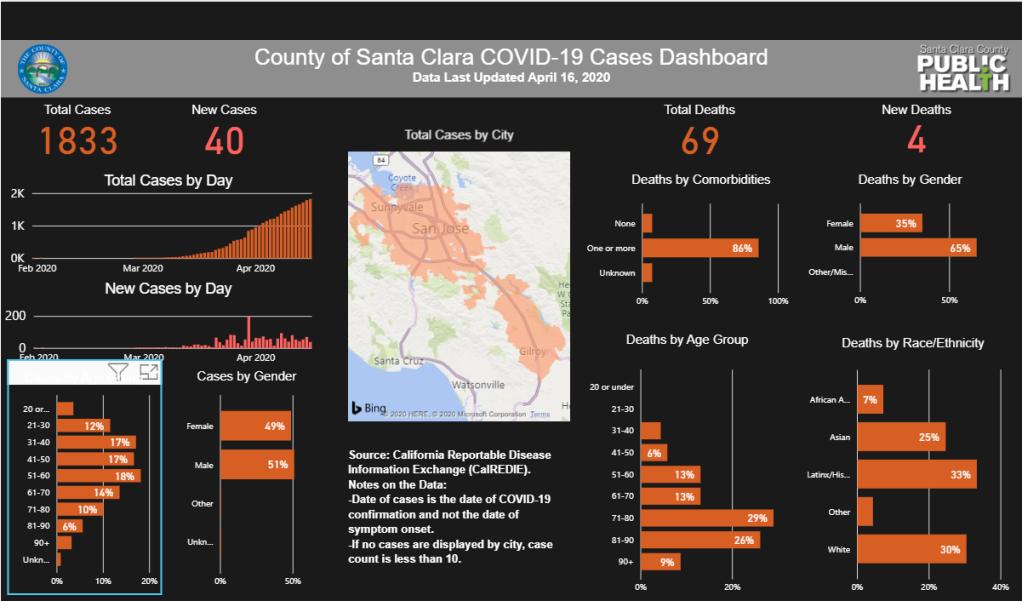 County of Santa Clara COVID-19 Cases Dashboard
Data Last Updated April 16, 2020
THE COUNTY OF SANTA CLARA
Santa Clara County
PUBLIC
HEALTH
Total Cases
1833
New Cases
40
Total Cases by City
Total Deaths
69
New Deaths
4
Total Cases by Day
2K
1K
0K
Feb 2020 Mar 2020 Apr 2020
New Cases by Day
200
0
Feb 2020 Mar 2020 Apr 2020
20 or...
21-30 12%
31-40 17%
41-50 17%
51-60 18%
61-70 14%
71-80 10%
81-90 6%
90+
Unkn...
0% 10% 20%
Cases by Gender
Female 49%
Male 51%
Other
Unkn...
0% 50%
84
Coyote
Creek
Sunnyvale
San Jose
Gilroy
Santa Cruz
Watsonville
Bing
© 2020 HERE, © 2020 Microsoft Corporation Terms
Source: California Reportable Disease
Information Exchange (CalREDIE).
Notes on the Data:
-Date of cases is the date of COVID-19
confirmation and not the date of
symptom onset.
-If no cases are displayed by city, case
count is less than 10.
Deaths by Comorbidities
None
One or more 86%
Unknown
0% 50% 100%
Deaths by Gender
Female 35%
Male 65%
Other/Mis...
0% 50%
Deaths by Age Group
20 or under
21-30
31-40
41-50 6%
51-60 13%
61-70 13%
71-80 29%
81-90 26%
90+ 9%
0% 20%
Deaths by Race/Ethnicity
African A... 7%
Asian 25%
Latinx/His... 33%
Other
White 30%
0% 20% 40%